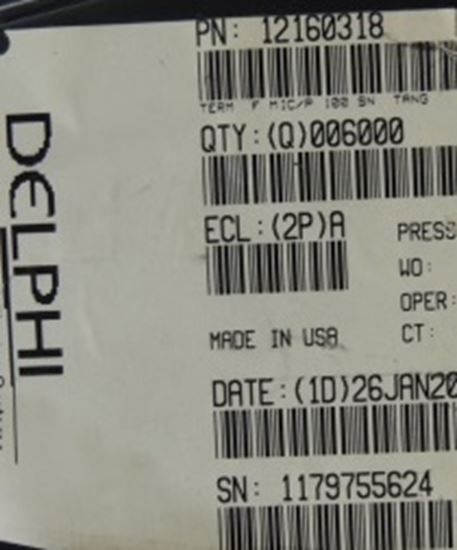 DELPHI
PN: 12160318
TERM F MIC/P 100 SN TANG
QTY:(Q)006000
ECL:(2P)A
PRESS
WO:
OPER:
CT:
MADE IN USA
DATE:(1D)26JAN20
SN: 1179755624